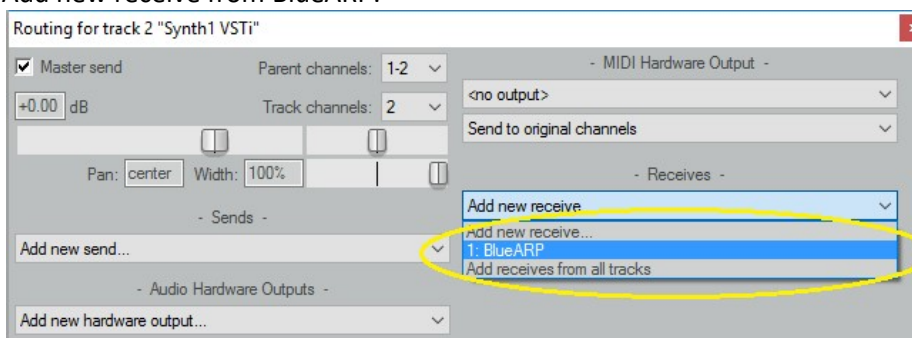 Add new receive from BlueARP:
Routing for track 2 "Synth1 VSTi"
Master send Parent channels: 1-2
+0.00 dB Track channels: 2
Pan: center Width: 100%
- Sends -
Add new send...
- Audio Hardware Outputs -
Add new hardware output...
- MIDI Hardware Output -
<no output>
Send to original channels
- Receives -
Add new receive
Add new receive...
1: BlueARP
Add receives from all tracks